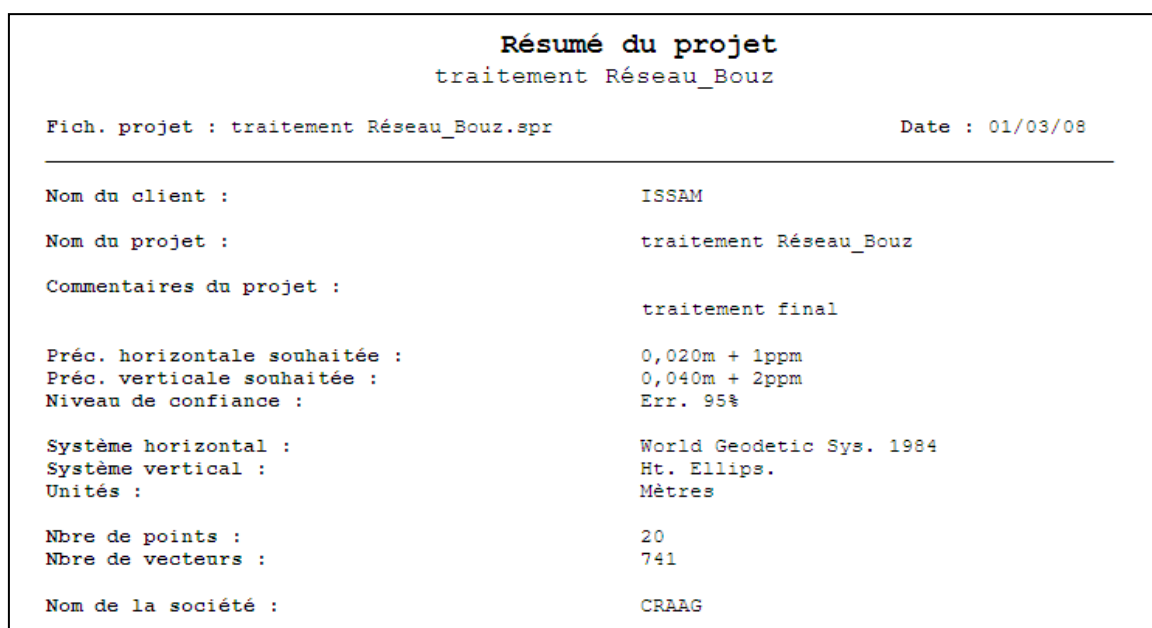 Résumé du projet
traitement Réseau_Bouz
Fich. projet : traitement Réseau_Bouz.spr Date : 01/03/08
Nom du client : ISSAM
Nom du projet : traitement Réseau_Bouz
Commentaires du projet :
traitement final
Préc. horizontale souhaitée : 0,020m + 1ppm
Préc. verticale souhaitée : 0,040m + 2ppm
Niveau de confiance : Err. 95%
Système horizontal : World Geodetic Sys. 1984
Système vertical : Ht. Ellips.
Unités : Mètres
Nbre de points : 20
Nbre de vecteurs : 741
Nom de la société : CRAAG